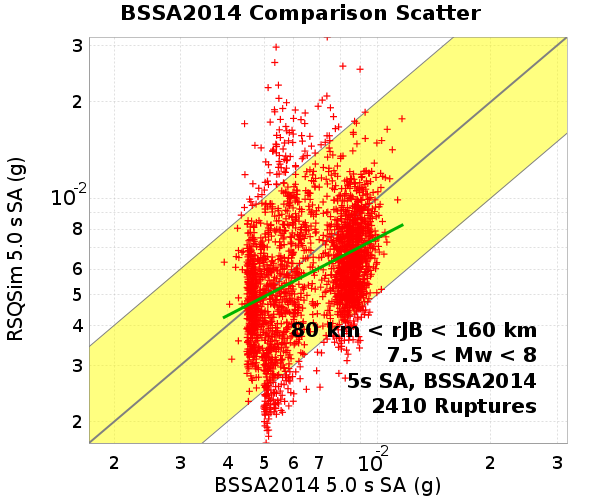 BSSA2014 Comparison Scatter
RSQSim 5.0 s SA (g)
3
2
10-2
8
6
5
4
3
2
80 km < rJB < 160 km
7.5 < Mw < 8
5s SA, BSSA2014
2410 Ruptures
2 3 4 5 6 7 10-2 2 3
BSSA2014 5.0 s SA (g)